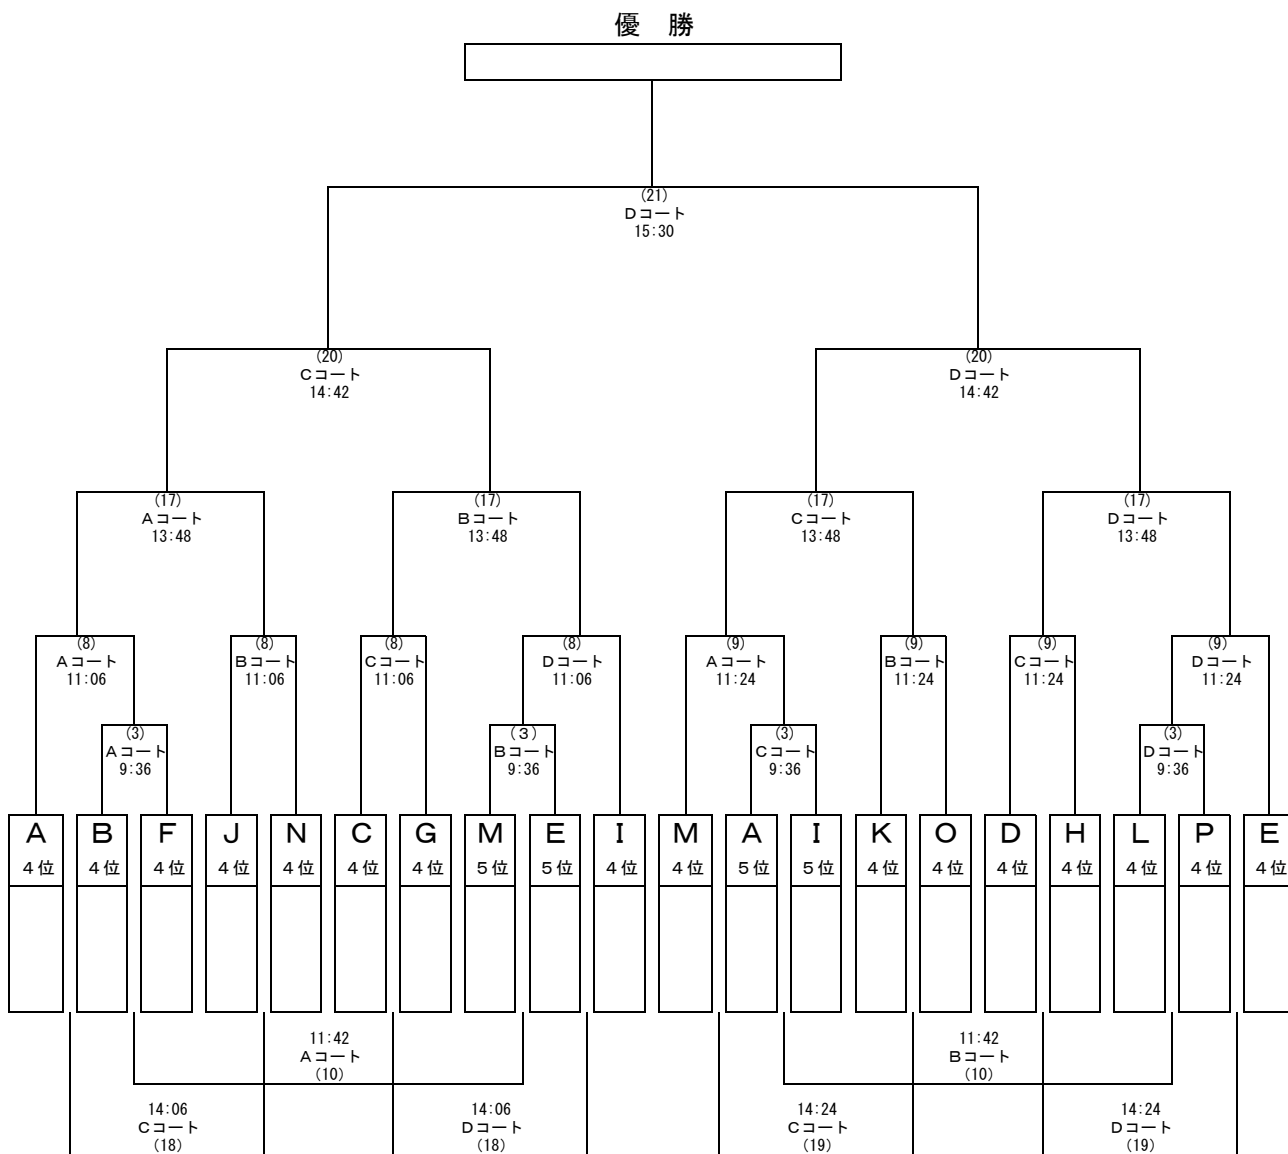 優　勝
(21)
Ｄコート
15:30
(20)
Ｃコート
14:42
(20)
Ｄコート
14:42
(17)
Ａコート
13:48
(17)
Ｂコート
13:48
(17)
Ｃコート
13:48
(17)
Ｄコート
13:48
(8)
Ａコート
11:06
(8)
Ｂコート
11:06
(8)
Ｃコート
11:06
(8)
Ｄコート
11:06
(9)
Ａコート
11:24
(9)
Ｂコート
11:24
(9)
Ｃコート
11:24
(9)
Ｄコート
11:24
(3)
Ａコート
9:36
(３)
Ｂコート
9:36
(3)
Ｃコート
9:36
(3)
Ｄコート
9:36
Ａ Ｂ Ｆ Ｊ Ｎ Ｃ Ｇ Ｍ Ｅ Ｉ Ｍ Ａ Ｉ Ｋ Ｏ Ｄ Ｈ Ｌ Ｐ Ｅ
４位 ４位 ４位 ４位 ４位 ４位 ４位 ５位 ５位 ４位 ４位 ５位 ５位 ４位 ４位 ４位 ４位 ４位 ４位 ４位
11:42
Ａコート
(10)
11:42
Ｂコート
(10)
14:06
Ｃコート
(18)
14:06
Ｄコート
(18)
14:24
Ｃコート
(19)
14:24
Ｄコート
(19)